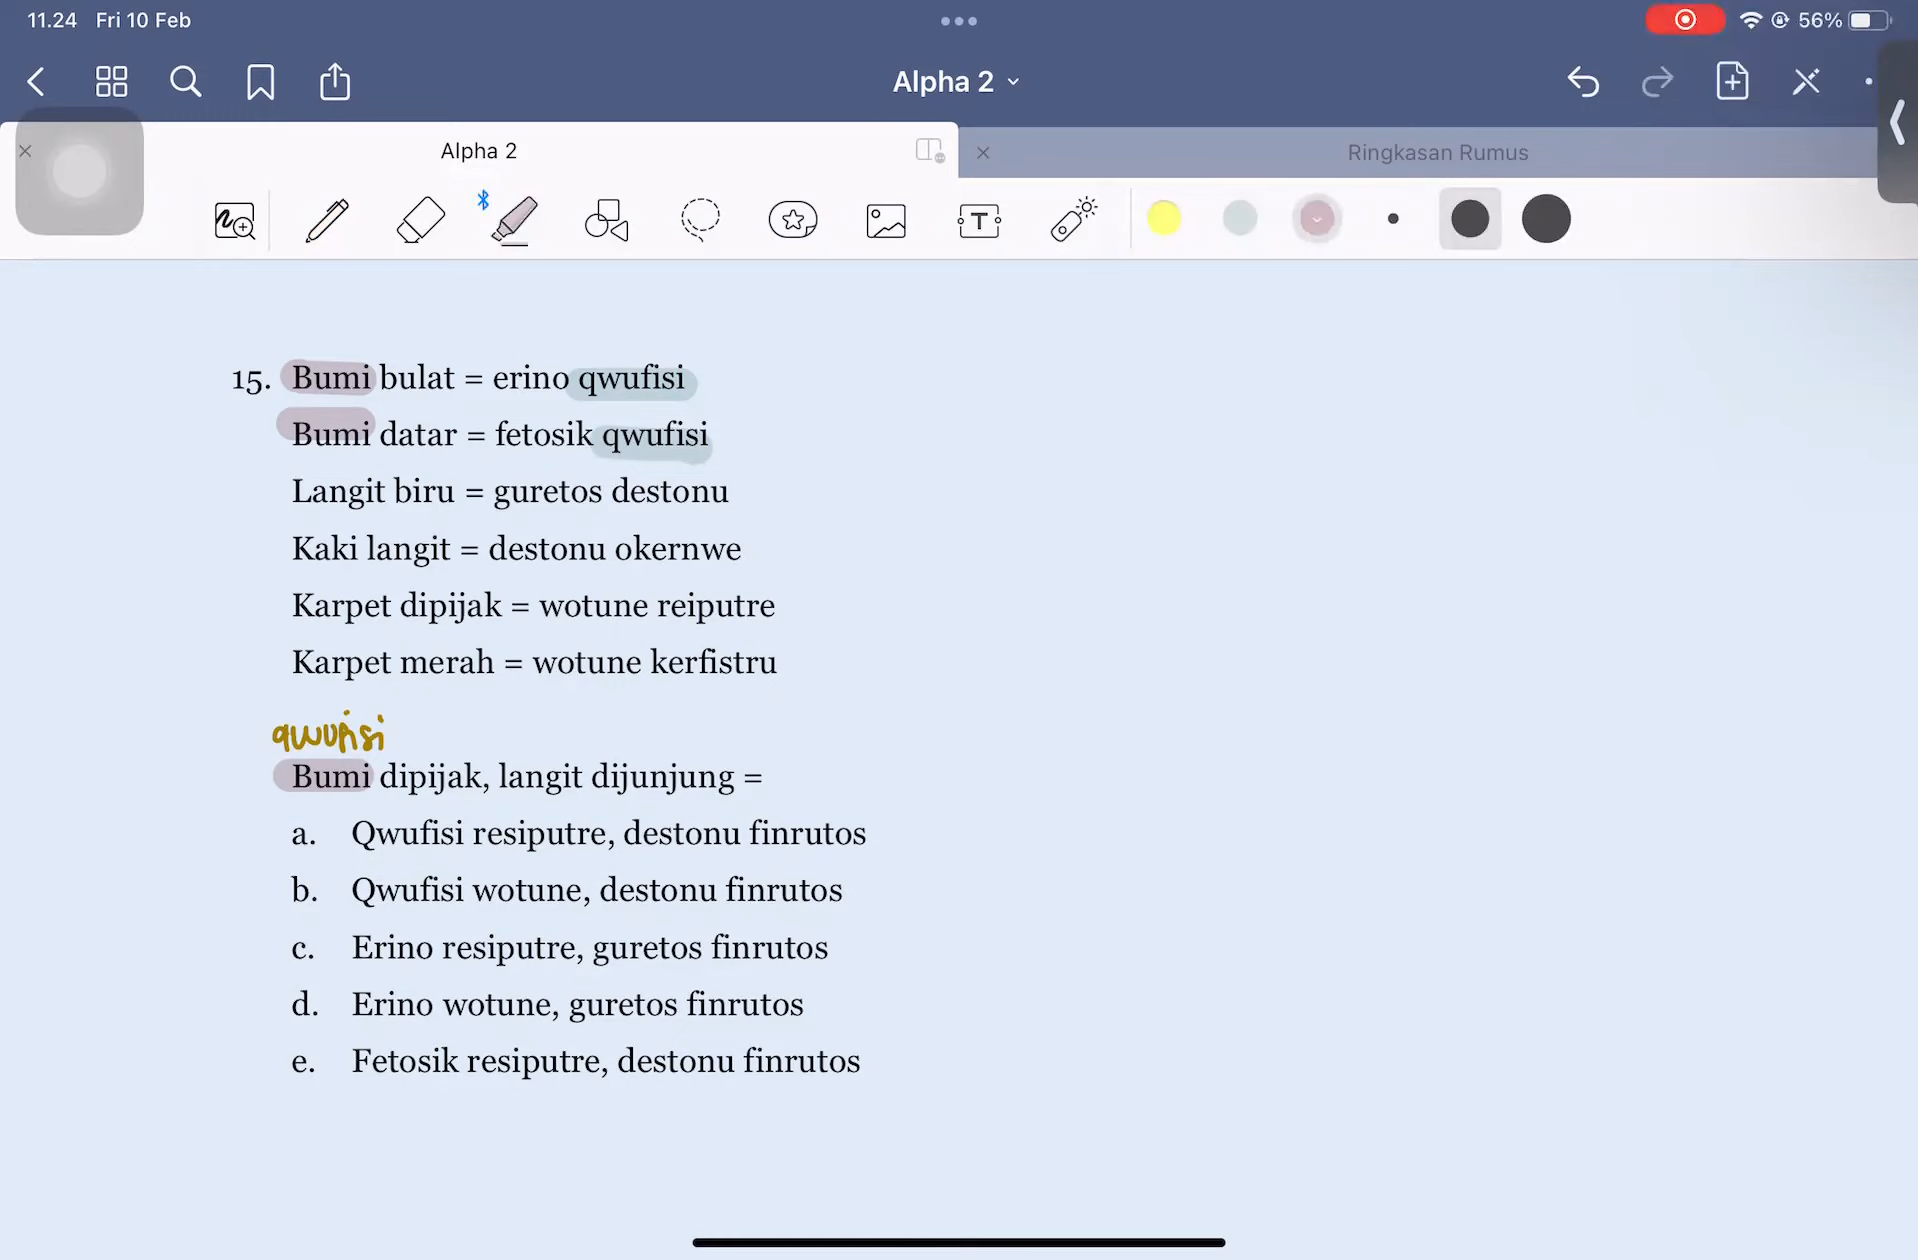 11.24 Fri 10 Feb
56%
Alpha 2
Alpha 2
Ringkasan Rumus
T
15. Bumi bulat = erino qwufisi
Bumi datar = fetosik qwufisi
Langit biru = guretos destonu
Kaki langit = destonu okernwe
Karpet dipijak = wotune reiputre
Karpet merah = wotune kerfistru
qwufisi
Bumi dipijak, langit dijunjung =
a. Qwufisi resiputre, destonu finrutos
b. Qwufisi wotune, destonu finrutos
c. Erino resiputre, guretos finrutos
d. Erino wotune, guretos finrutos
e. Fetosik resiputre, destonu finrutos